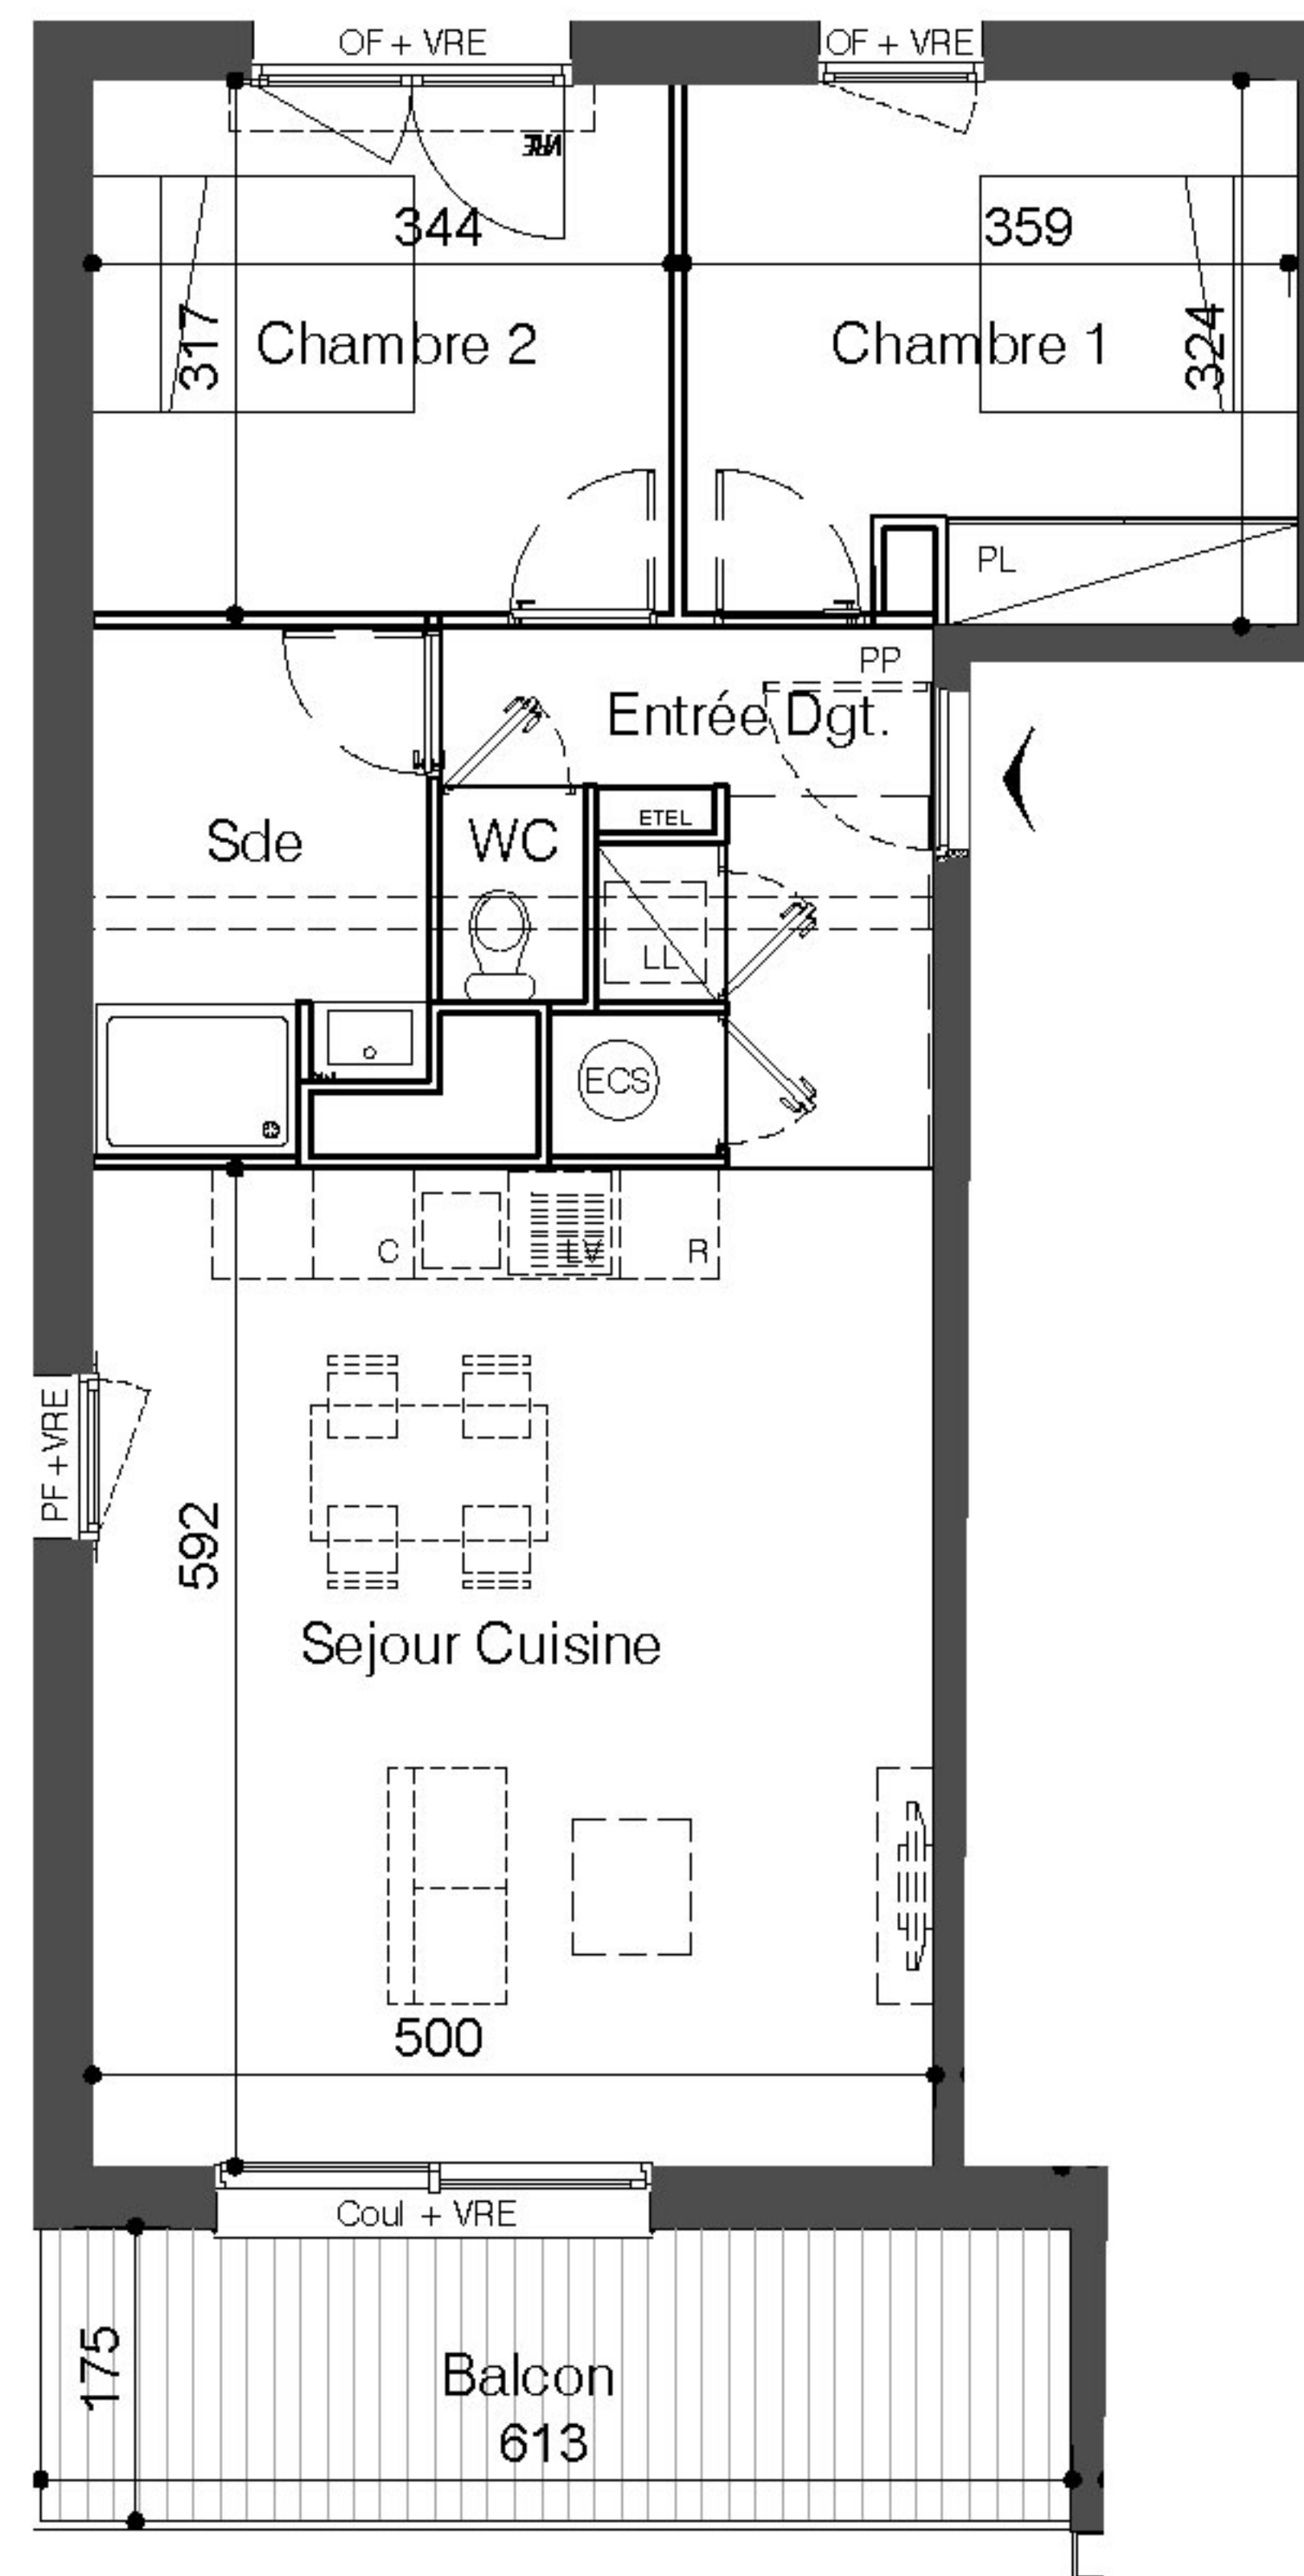 OF + VRE
OF + VRE
VRE
344
359
317
Chambre 2
Chambre 1
324
PL
PP
Entrée Dgt.
Sde
WC
ETEL
LL
ECS
C
LV
R
PF + VRE
592
Sejour Cuisine
500
Coul + VRE
175
Balcon
613